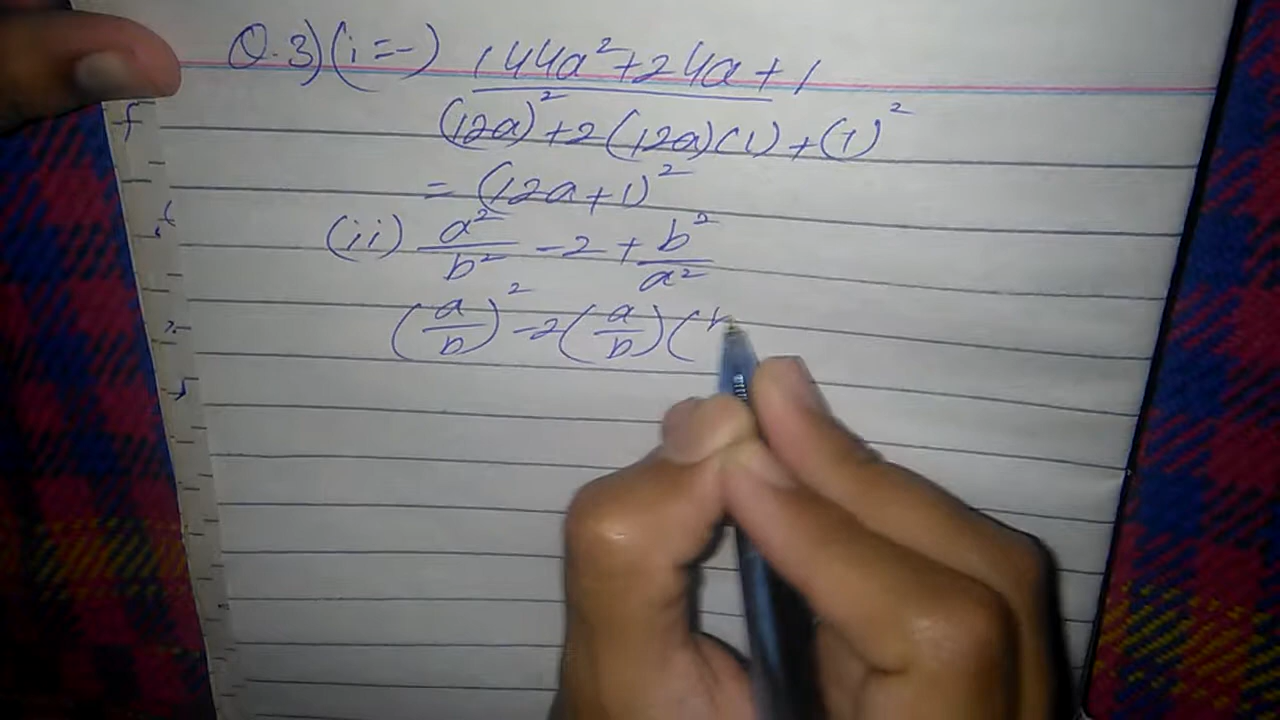 Q.3)(i=-) 144a²+24a+1
(12a)²+2(12a)(1)+(1)²
=(12a+1)²
(ii) a²/b² -2+ b²/a²
(a/b)² -2(a/b)(